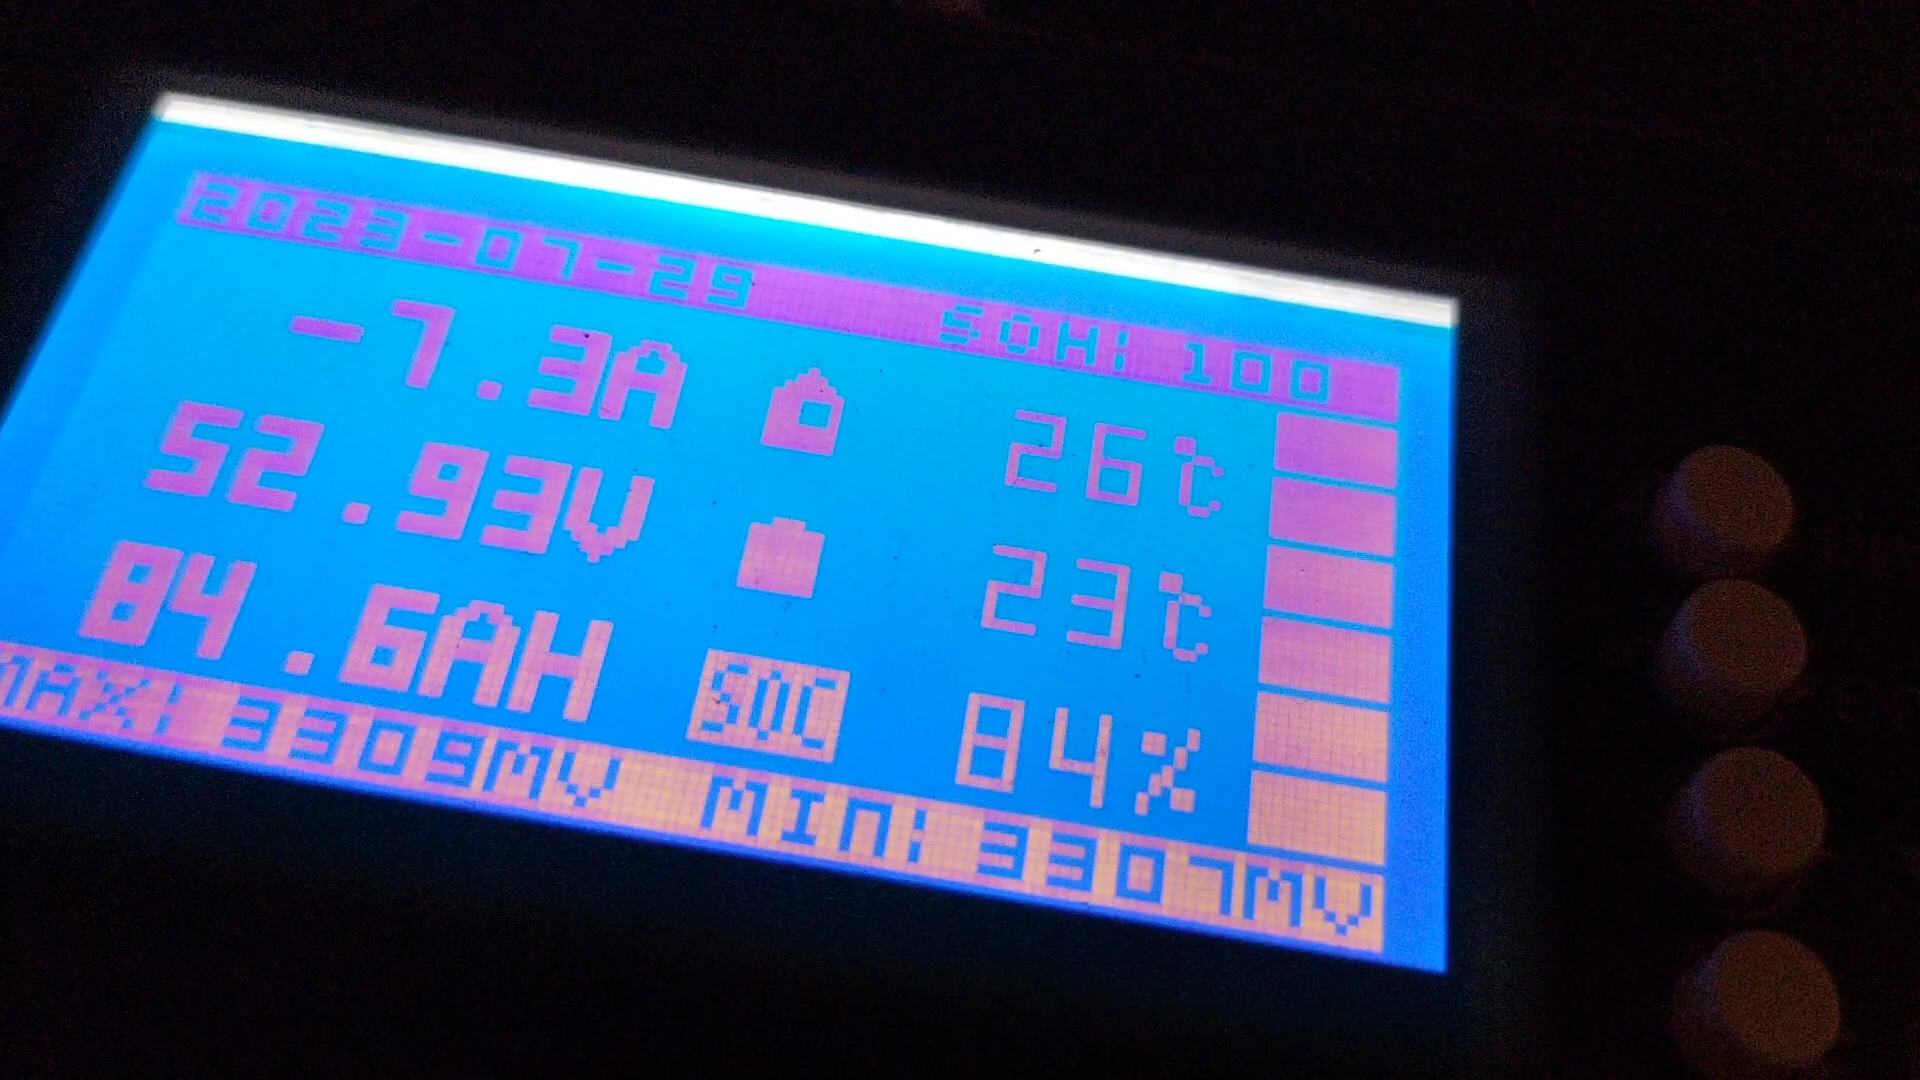 2023-07-29 SOH: 100
-7.3A 26℃
52.93V 23℃
84.6AH SOC 84%
MAX: 3309MV MIN: 3307MV